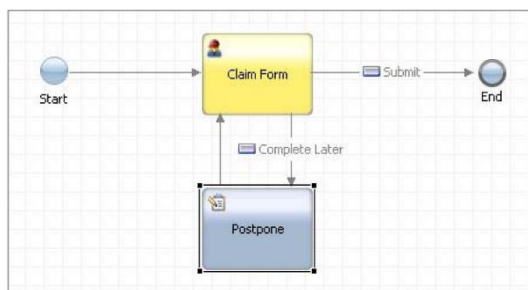 Claim Form
Submit
Start
End
Complete Later
Postpone